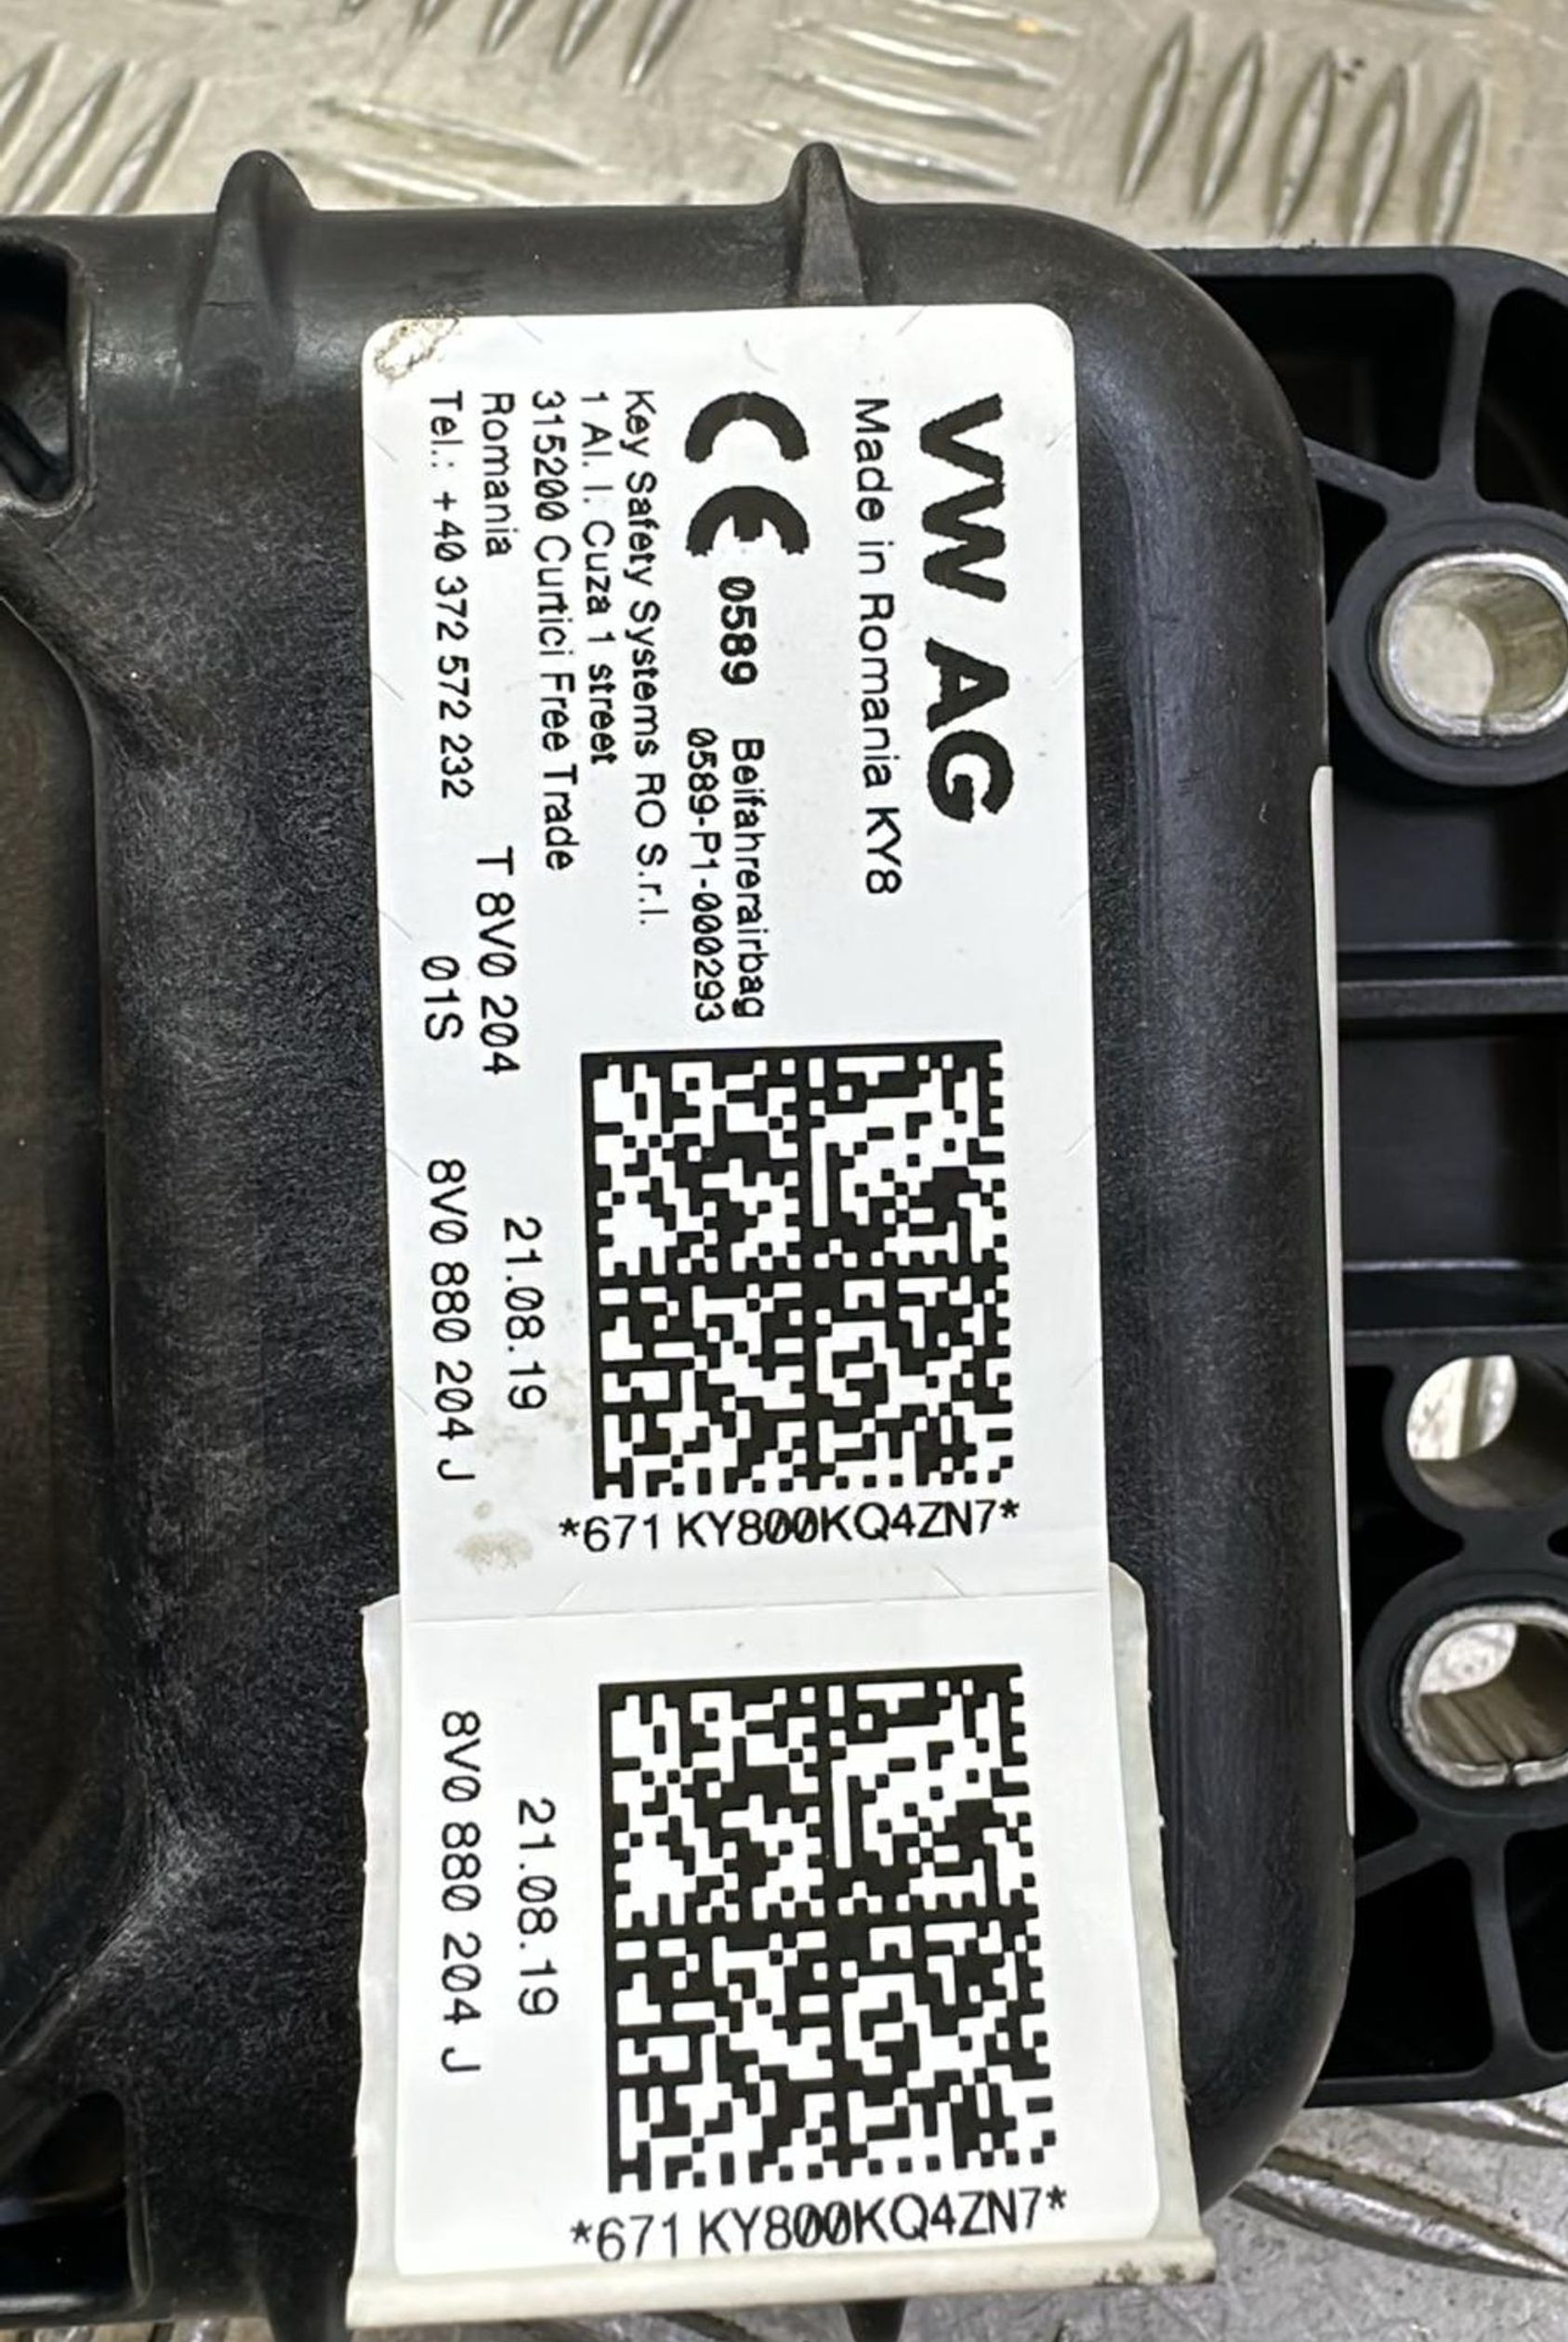 VW AG
Made in Romania KY8
CE 0589 Beifahrerairbag
0589-P1-000293
Key Safety Systems RO S.r.l.
1 Al. I. Cuza 1 street
315200 Curtici Free Trade
Romania
Tel.: +40 372 572 232
T 8V0 204
01S
21.08.19
8V0 880 204 J
*671 KY800KQ4ZN7*
21.08.19
8V0 880 204 J
*671 KY800KQ4ZN7*